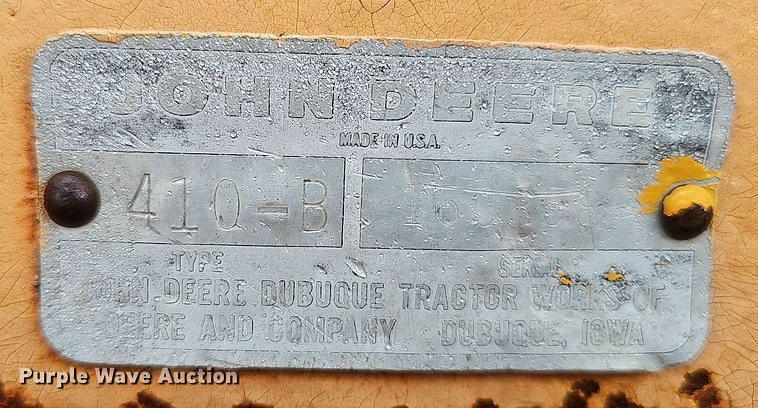 JOHN DEERE
MADE IN U.S.A.
410-B
TYPE SERIAL
JOHN DEERE DUBUQUE TRACTOR WORKS OF
DEERE AND COMPANY DUBUQUE, IOWA
Purple Wave Auction